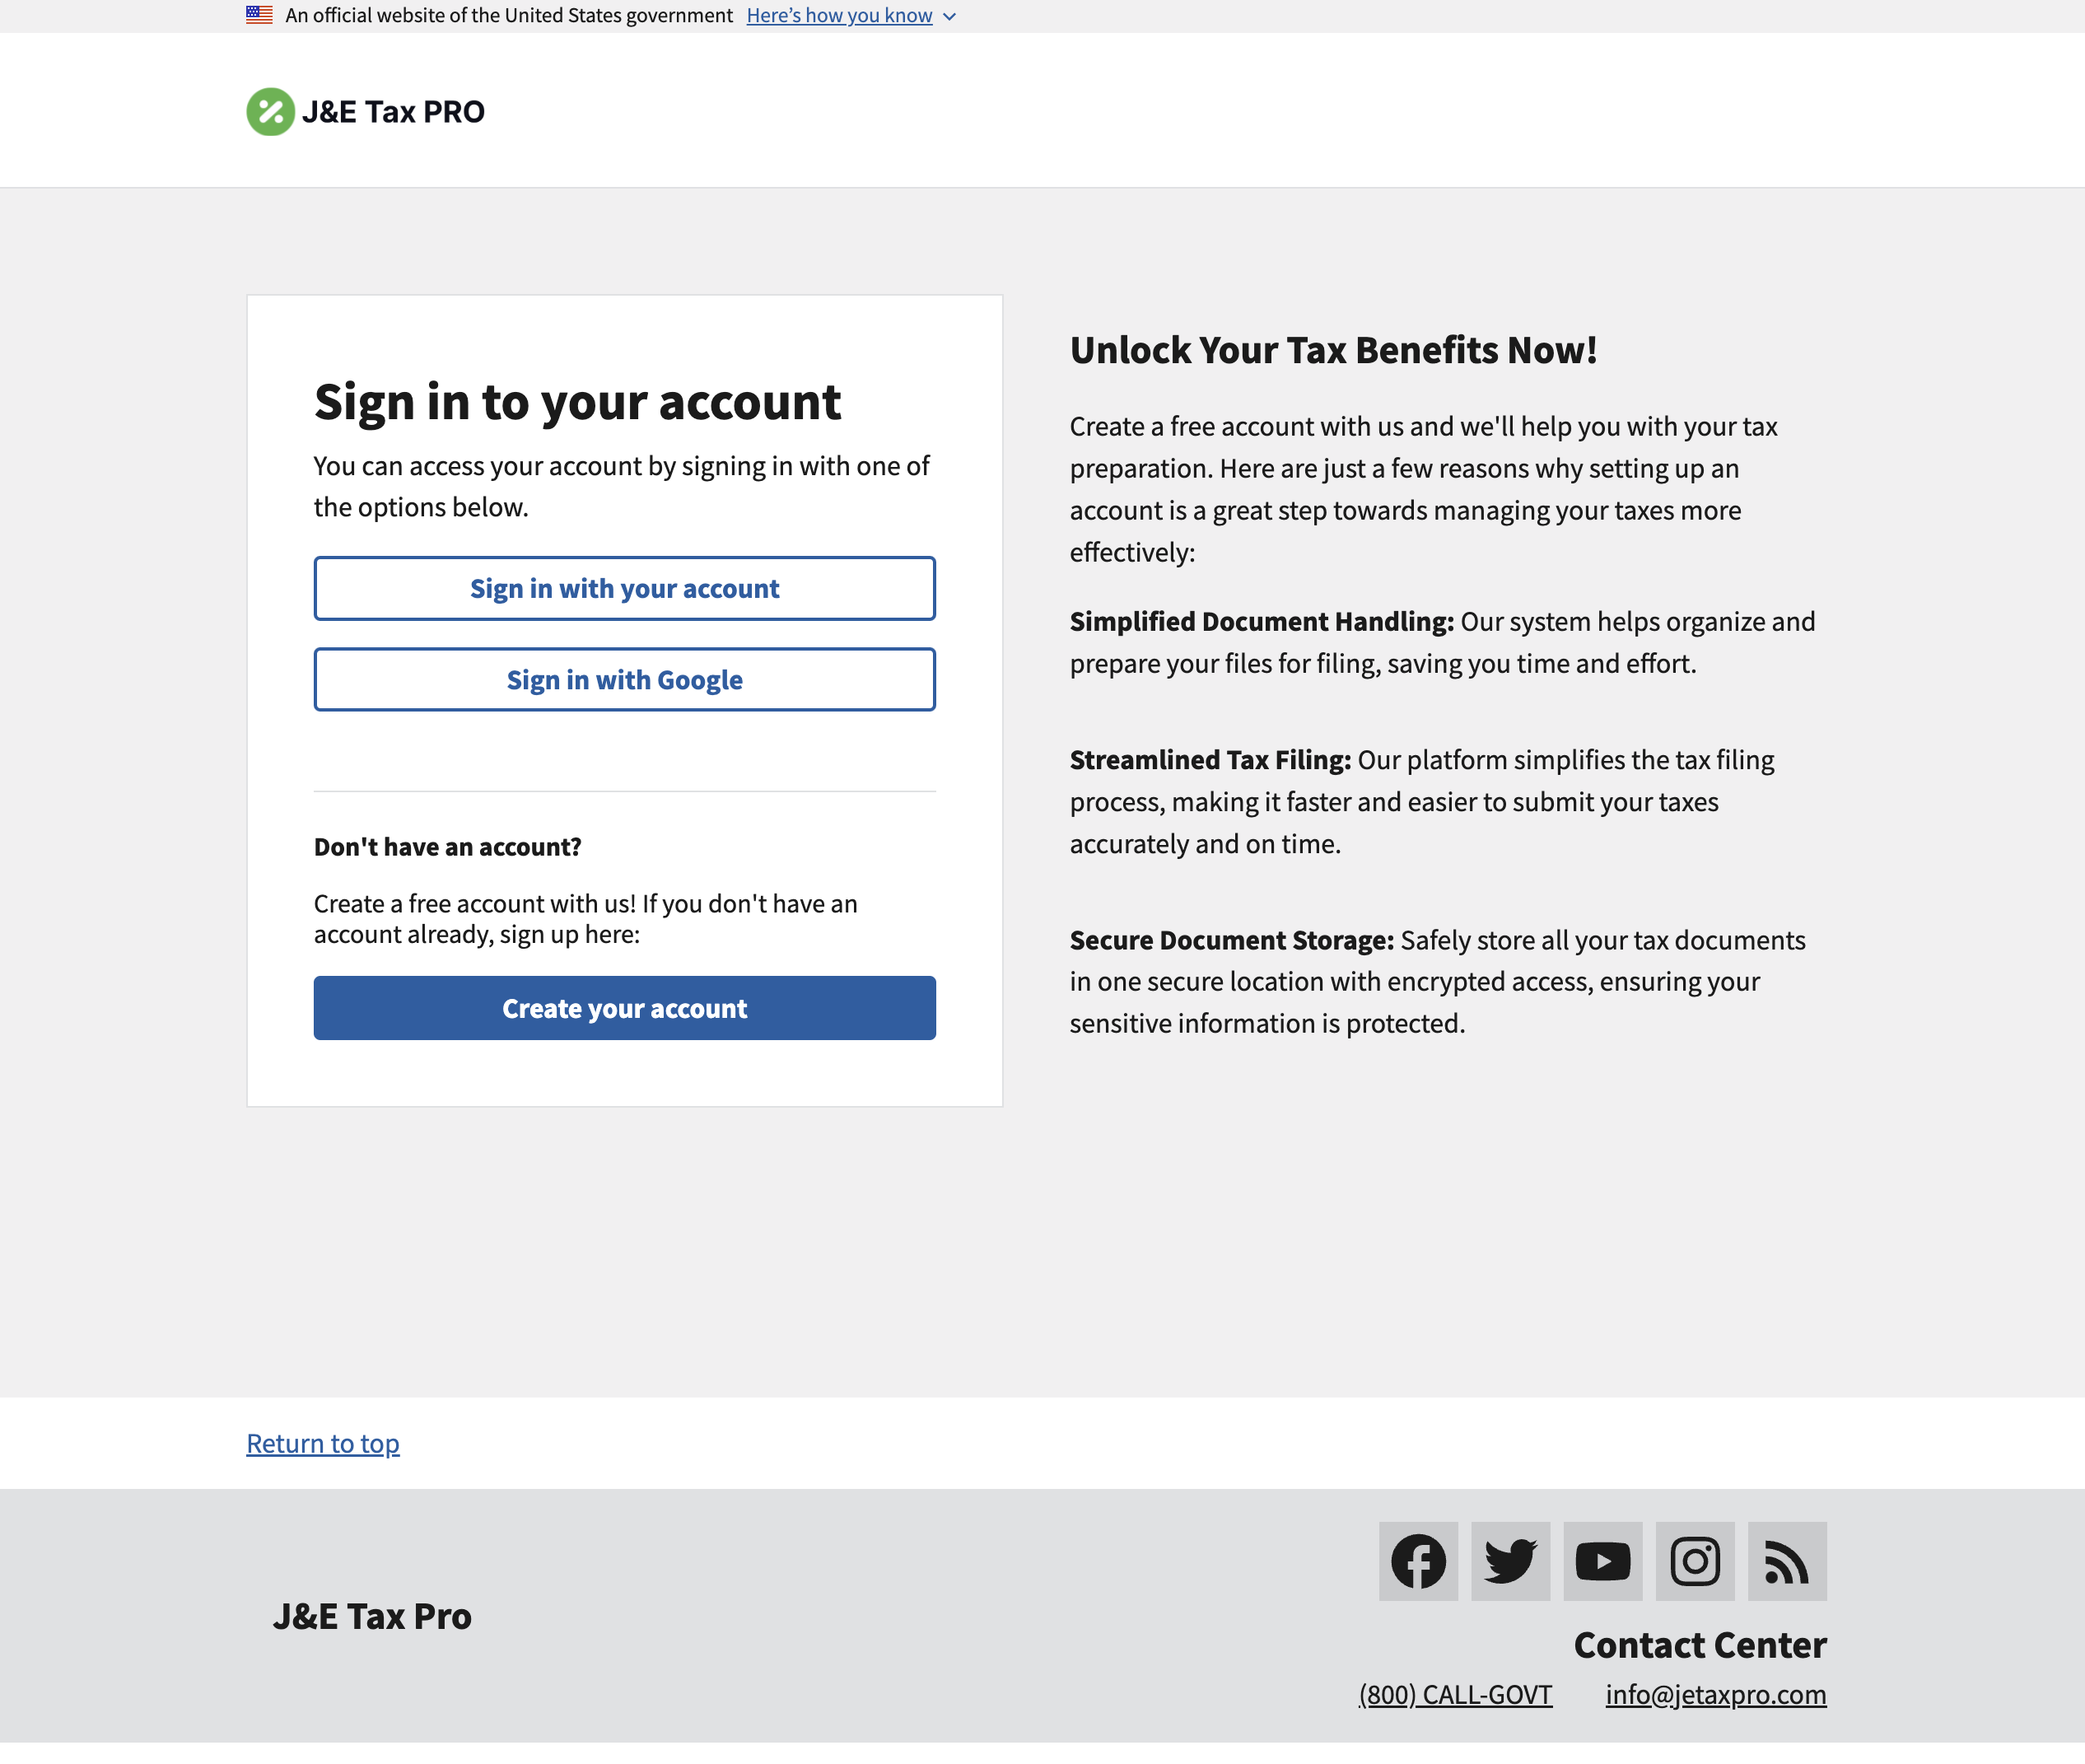 An official website of the United States government Here’s how you know
J&E Tax PRO
Sign in to your account
You can access your account by signing in with one of
the options below.
Sign in with your account
Sign in with Google
Don't have an account?
Create a free account with us! If you don't have an
account already, sign up here:
Create your account
Unlock Your Tax Benefits Now!
Create a free account with us and we'll help you with your tax
preparation. Here are just a few reasons why setting up an
account is a great step towards managing your taxes more
effectively:
Simplified Document Handling: Our system helps organize and
prepare your files for filing, saving you time and effort.
Streamlined Tax Filing: Our platform simplifies the tax filing
process, making it faster and easier to submit your taxes
accurately and on time.
Secure Document Storage: Safely store all your tax documents
in one secure location with encrypted access, ensuring your
sensitive information is protected.
Return to top
J&E Tax Pro
Contact Center
(800) CALL-GOVT info@jetaxpro.com